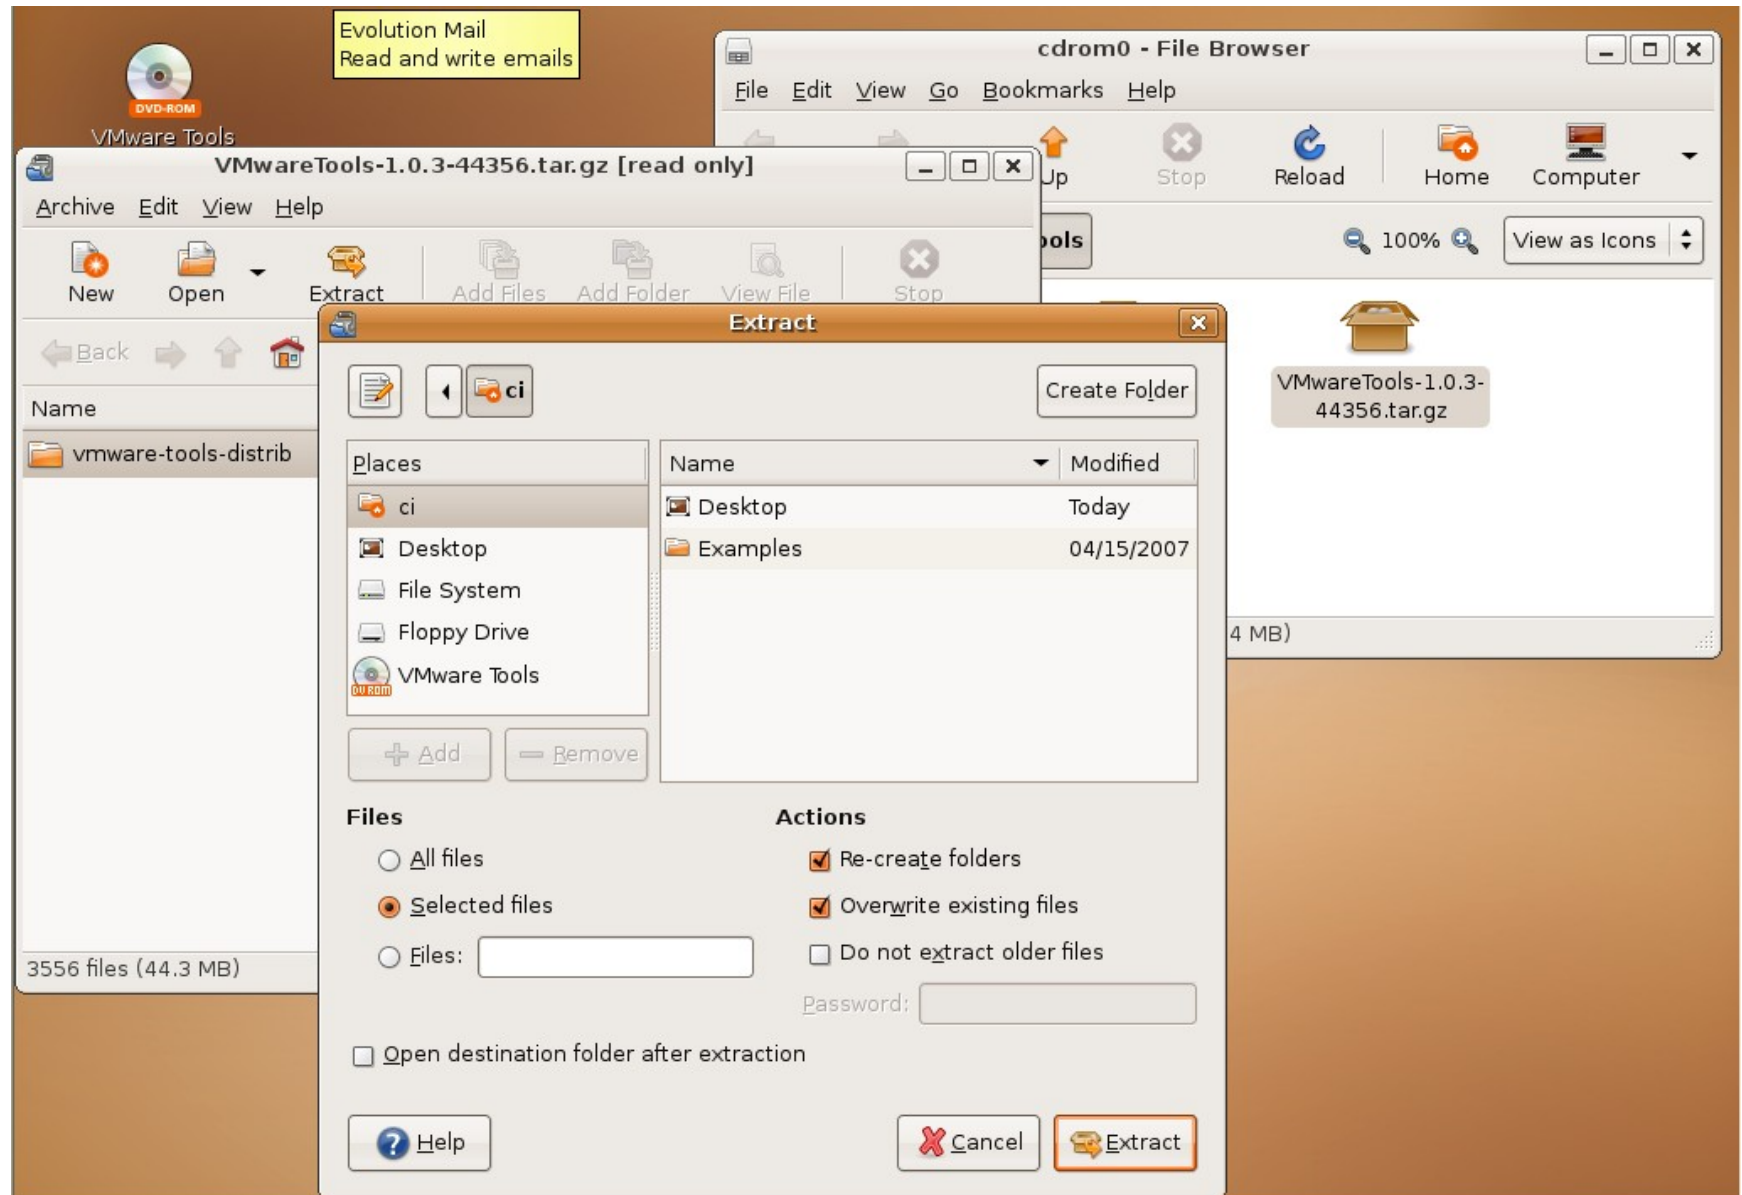 Evolution Mail
Read and write emails
DVD-ROM
VMware Tools
cdrom0 - File Browser
File Edit View Go Bookmarks Help
Up Stop Reload Home Computer
ools 100% View as Icons
VMwareTools-1.0.3-
44356.tar.gz
4 MB)
VMwareTools-1.0.3-44356.tar.gz [read only]
Archive Edit View Help
New Open Extract Add Files Add Folder View File Stop
Back
Name
vmware-tools-distrib
3556 files (44.3 MB)
Extract
ci Create Folder
Places Name Modified
ci Desktop Today
Desktop Examples 04/15/2007
File System
Floppy Drive
VMware Tools
Add Remove
Files Actions
All files Re-create folders
Selected files Overwrite existing files
Files: Do not extract older files
Password:
Open destination folder after extraction
Help Cancel Extract